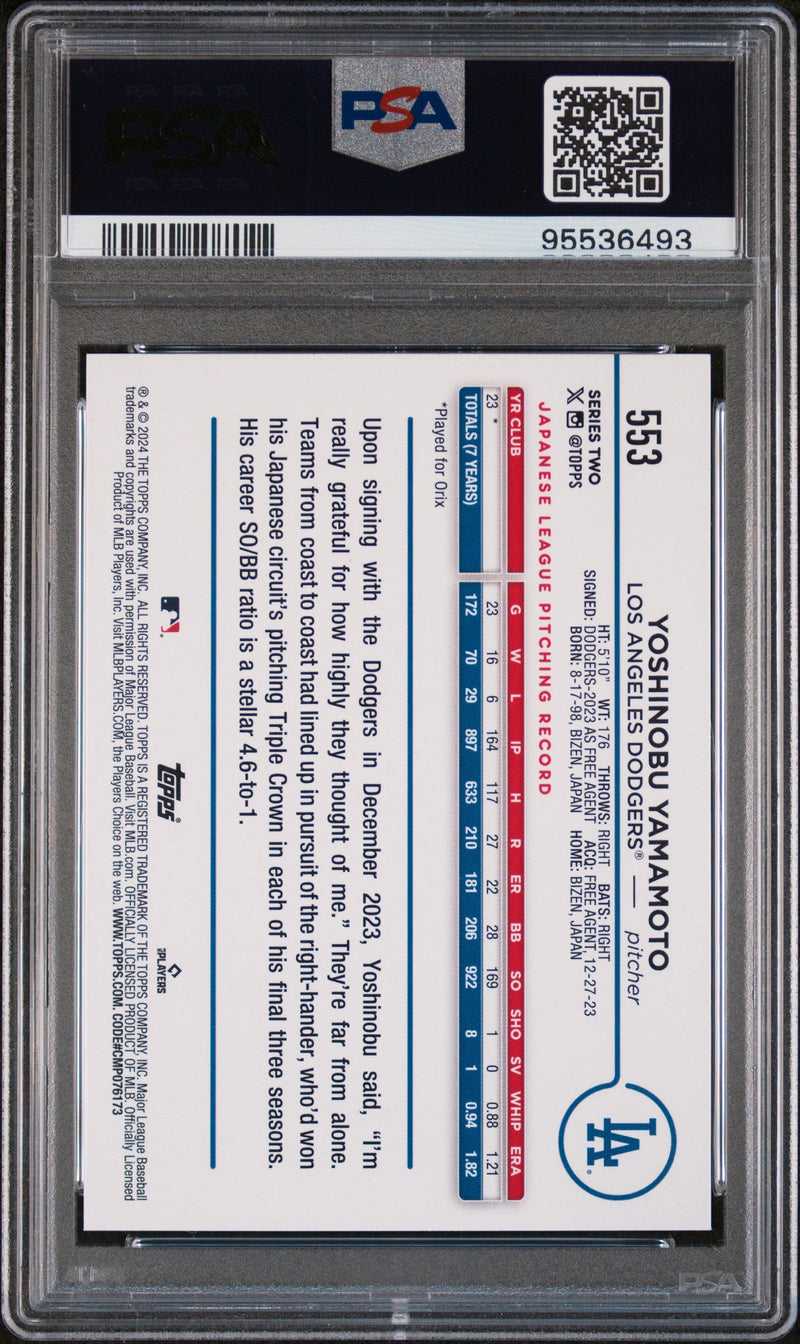 PSA
PSA PSA PSA
PSA
PSA PSA PSA
95536493
553
YOSHINOBU YAMAMOTO
LOS ANGELES DODGERS® — pitcher
SERIES TWO
@TOPPS
HT: 5'10" WT: 176 THROWS: RIGHT BATS: RIGHT
SIGNED: DODGERS-2023 AS FREE AGENT ACQ: FREE AGENT, 12-27-23
BORN: 8-17-98, BIZEN, JAPAN HOME: BIZEN, JAPAN
LA
JAPANESE LEAGUE PITCHING RECORD
YR CLUB G W L IP H R ER BB SO SHO SV WHIP ERA
23 * 23 16 6 164 117 27 22 28 169 1 0 0.88 1.21
TOTALS (7 YEARS) 172 70 29 897 633 210 181 206 922 8 1 0.94 1.82
*Played for Orix
Upon signing with the Dodgers in December 2023, Yoshinobu said, "I'm
really grateful for how highly they thought of me." They're far from alone.
Teams from coast to coast had lined up in pursuit of the right-hander, who'd won
his Japanese circuit's pitching Triple Crown in each of his final three seasons.
His career SO/BB ratio is a stellar 4.6-to-1.
topps®
PLAYERS
® & © 2024 THE TOPPS COMPANY, INC. ALL RIGHTS RESERVED. TOPPS IS A REGISTERED TRADEMARK OF THE TOPPS COMPANY, INC. Major League Baseball
trademarks and copyrights are used with permission of Major League Baseball. Visit MLB.com. OFFICIALLY LICENSED PRODUCT OF MLB. Officially Licensed
Product of MLB Players, Inc. Visit MLBPLAYERS.COM, the Players Choice on the web. WWW.TOPPS.COM. CODE#CMP076173
PSA